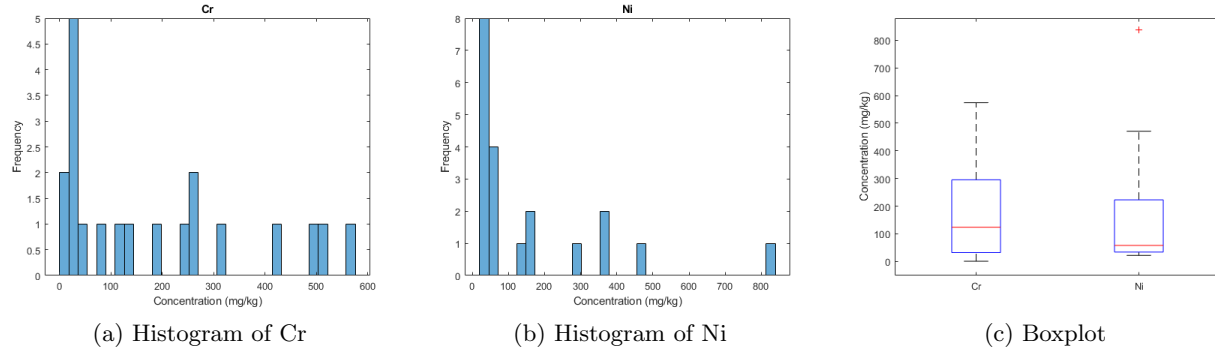 Cr
5
4.5
4
3.5
3
2.5
2
1.5
1
0.5
0
Frequency
0 100 200 300 400 500 600
Concentration (mg/kg)
(a) Histogram of Cr
Ni
8
7
6
5
4
3
2
1
0
Frequency
100 200 300 400 500 600 700 800
Concentration (mg/kg)
(b) Histogram of Ni
800
700
600
500
400
300
200
100
0
Concentration (mg/kg)
Cr Ni
(c) Boxplot